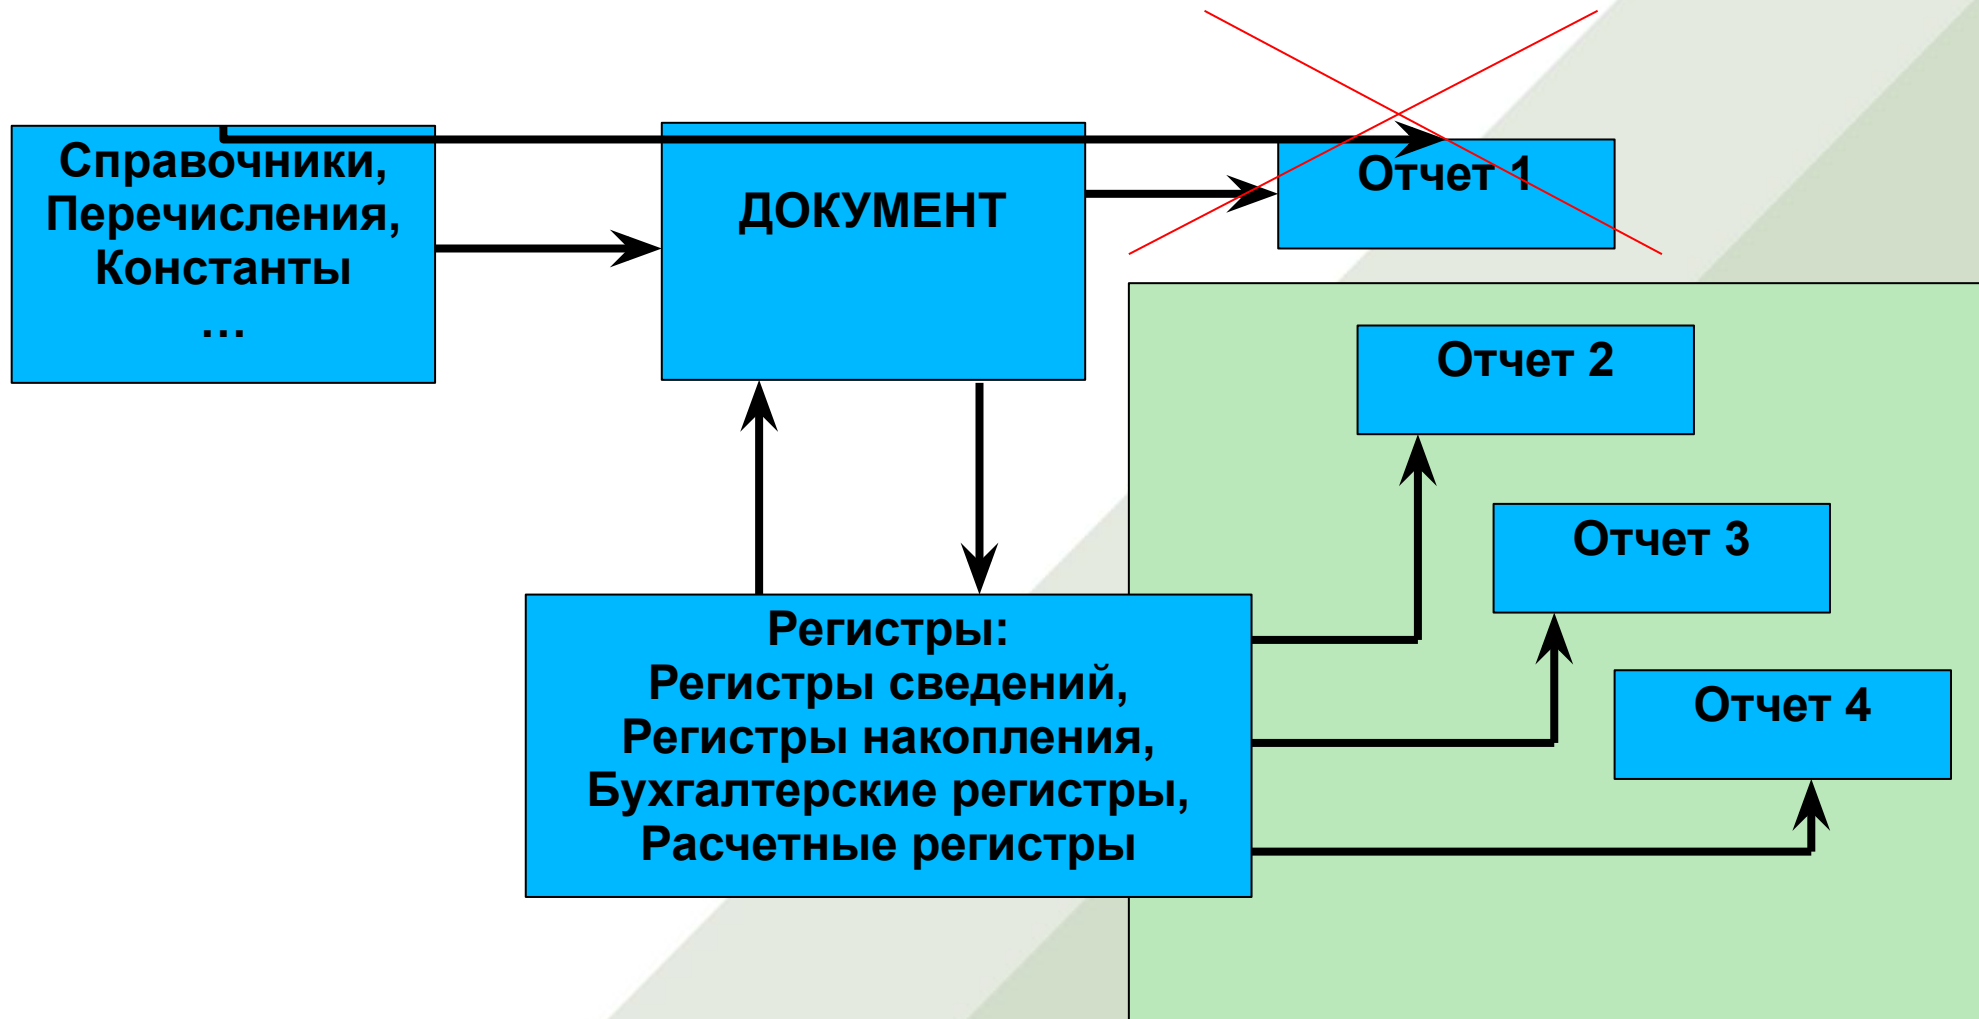 Справочники,
Перечисления,
Константы
…
ДОКУМЕНТ
Отчет 1
Отчет 2
Отчет 3
Отчет 4
Регистры:
Регистры сведений,
Регистры накопления,
Бухгалтерские регистры,
Расчетные регистры